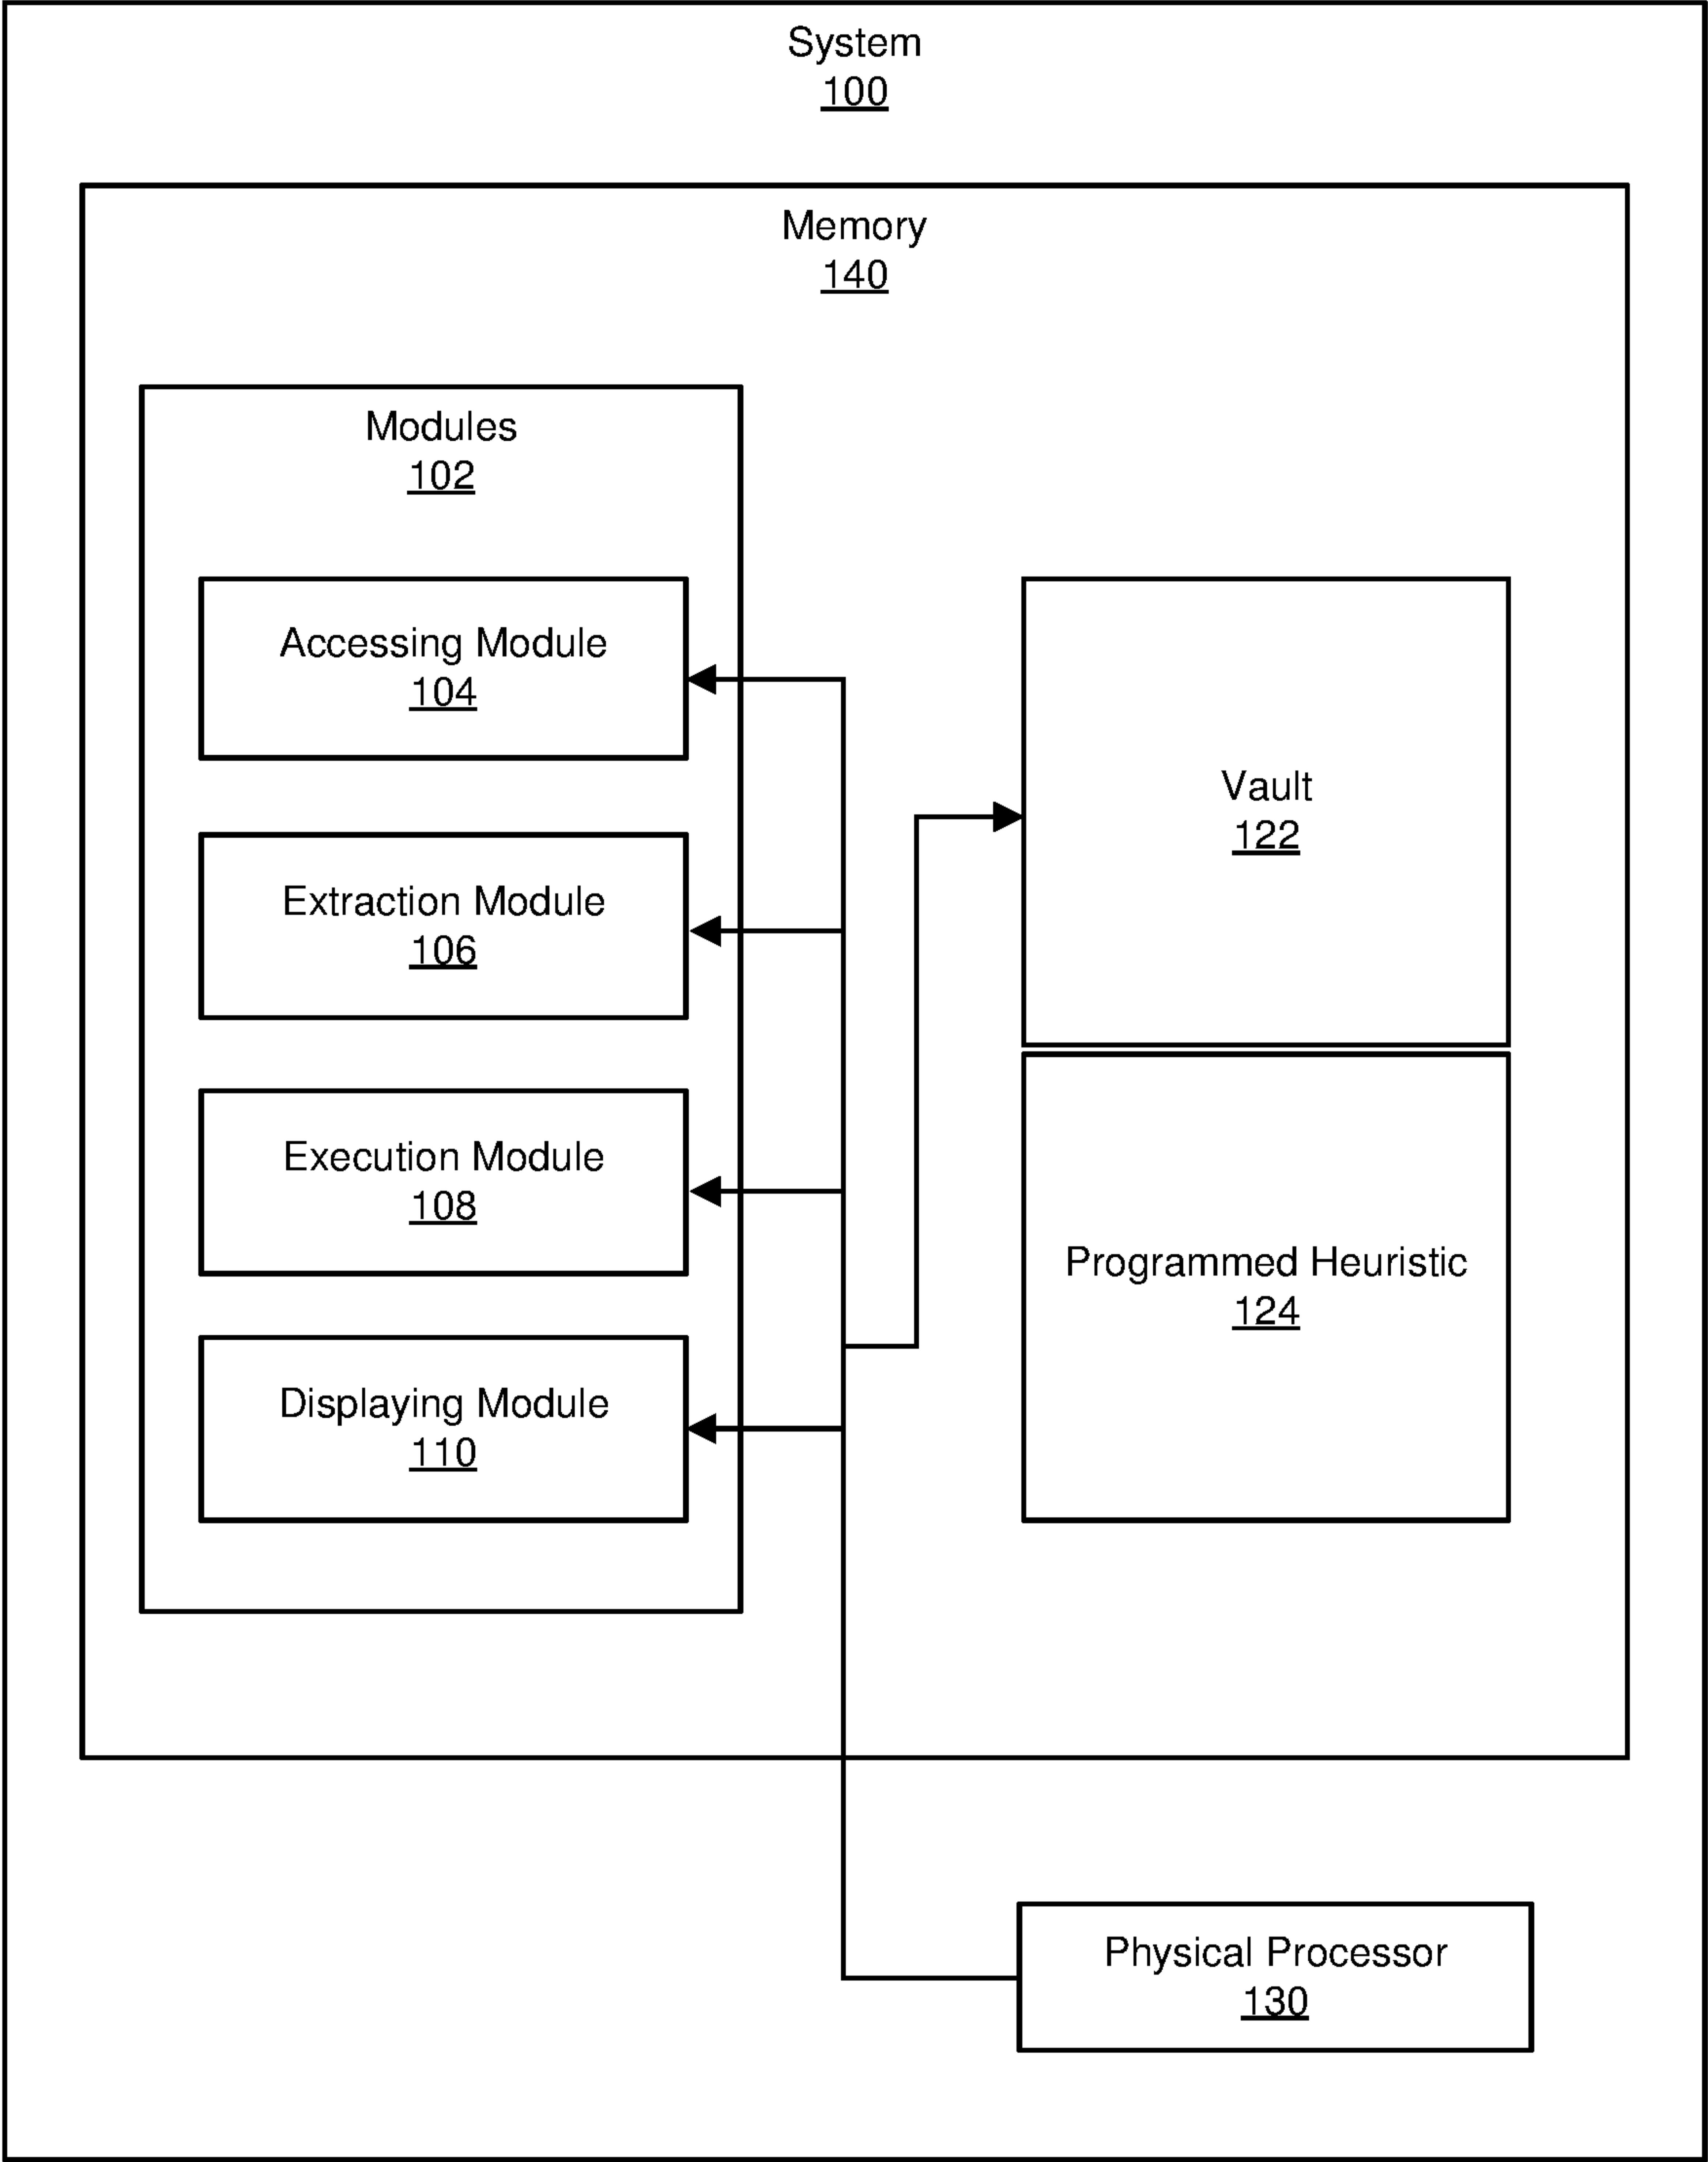 System
100
Memory
140
Modules
102
Accessing Module
104
Extraction Module
106
Execution Module
108
Displaying Module
110
Vault
122
Programmed Heuristic
124
Physical Processor
130